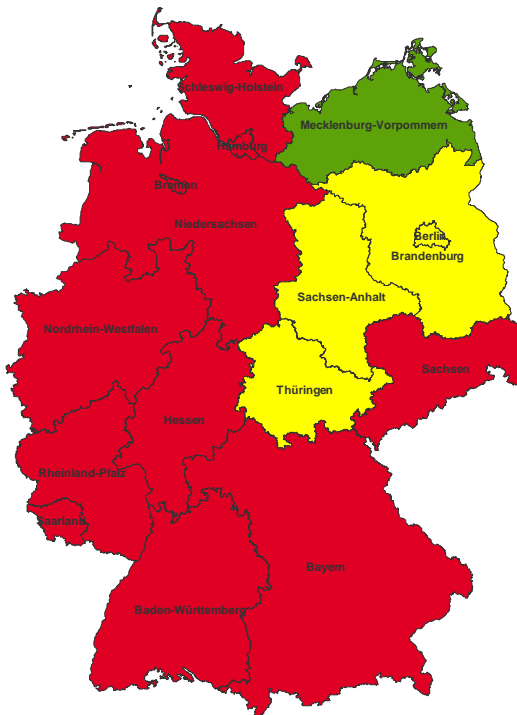 Schleswig-Holstein
Mecklenburg-Vorpommern
Hamburg
Bremen
Niedersachsen
Berlin
Brandenburg
Sachsen-Anhalt
Nordrhein-Westfalen
Sachsen
Thüringen
Hessen
Rheinland-Pfalz
Saarland
Bayern
Baden-Württemberg